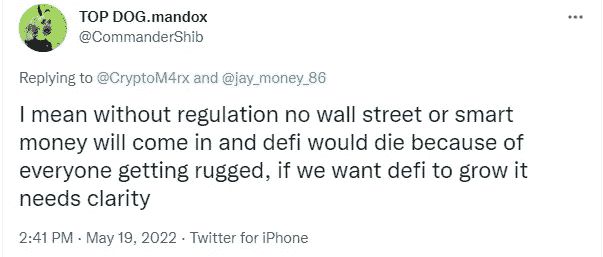 TOP DOG.mandox
@CommanderShib
Replying to @CryptoM4rx and @jay_money_86
I mean without regulation no wall street or smart
money will come in and defi would die because of
everyone getting rugged, if we want defi to grow it
needs clarity
2:41 PM · May 19, 2022 · Twitter for iPhone